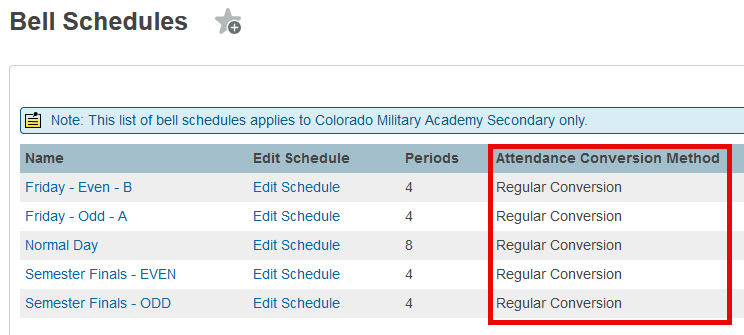 Bell Schedules
Note: This list of bell schedules applies to Colorado Military Academy Secondary only.
Name Edit Schedule Periods Attendance Conversion Method
Friday - Even - B Edit Schedule 4 Regular Conversion
Friday - Odd - A Edit Schedule 4 Regular Conversion
Normal Day Edit Schedule 8 Regular Conversion
Semester Finals - EVEN Edit Schedule 4 Regular Conversion
Semester Finals - ODD Edit Schedule 4 Regular Conversion